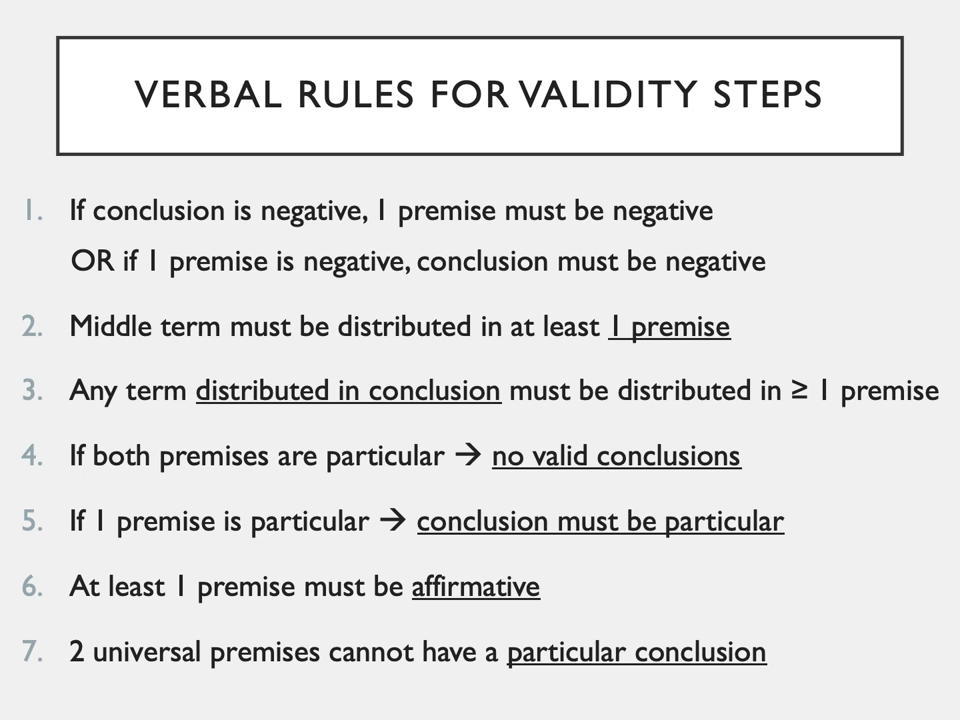 VERBAL RULES FOR VALIDITY STEPS
1. If conclusion is negative, 1 premise must be negative
OR if 1 premise is negative, conclusion must be negative
2. Middle term must be distributed in at least 1 premise
3. Any term distributed in conclusion must be distributed in ≥ 1 premise
4. If both premises are particular → no valid conclusions
5. If 1 premise is particular → conclusion must be particular
6. At least 1 premise must be affirmative
7. 2 universal premises cannot have a particular conclusion